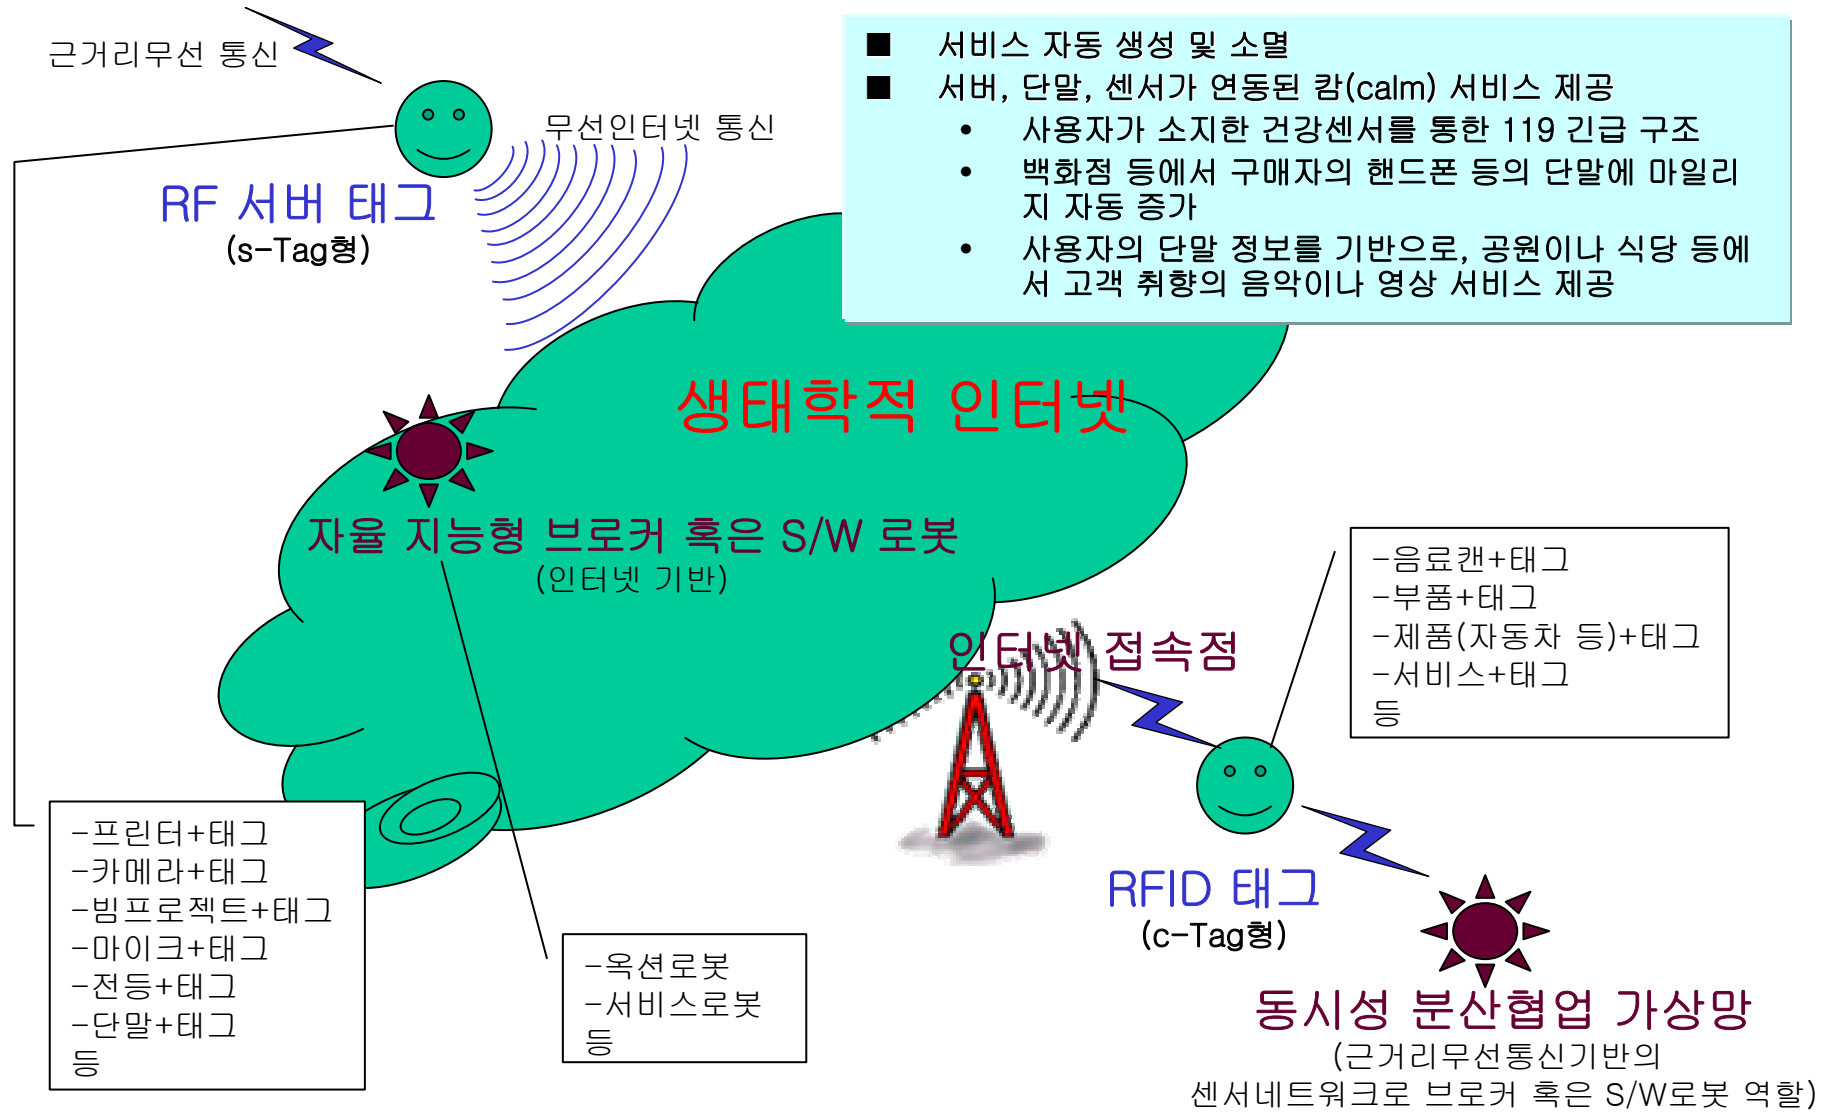 근거리무선 통신
무선인터넷 통신
RF 서버 태그
(s-Tag형)
■ 서비스 자동 생성 및 소멸
■ 서버, 단말, 센서가 연동된 캄(calm) 서비스 제공
• 사용자가 소지한 건강센서를 통한 119 긴급 구조
• 백화점 등에서 구매자의 핸드폰 등의 단말에 마일리
지 자동 증가
• 사용자의 단말 정보를 기반으로, 공원이나 식당 등에
서 고객 취향의 음악이나 영상 서비스 제공
생태학적 인터넷
자율 지능형 브로커 혹은 S/W 로봇
(인터넷 기반)
인터넷 접속점
-음료캔+태그
-부품+태그
-제품(자동차 등)+태그
-서비스+태그
등
-프린터+태그
-카메라+태그
-빔프로젝트+태그
-마이크+태그
-전등+태그
-단말+태그
등
-옥션로봇
-서비스로봇
등
RFID 태그
(c-Tag형)
동시성 분산협업 가상망
(근거리무선통신기반의
센서네트워크로 브로커 혹은 S/W로봇 역할)